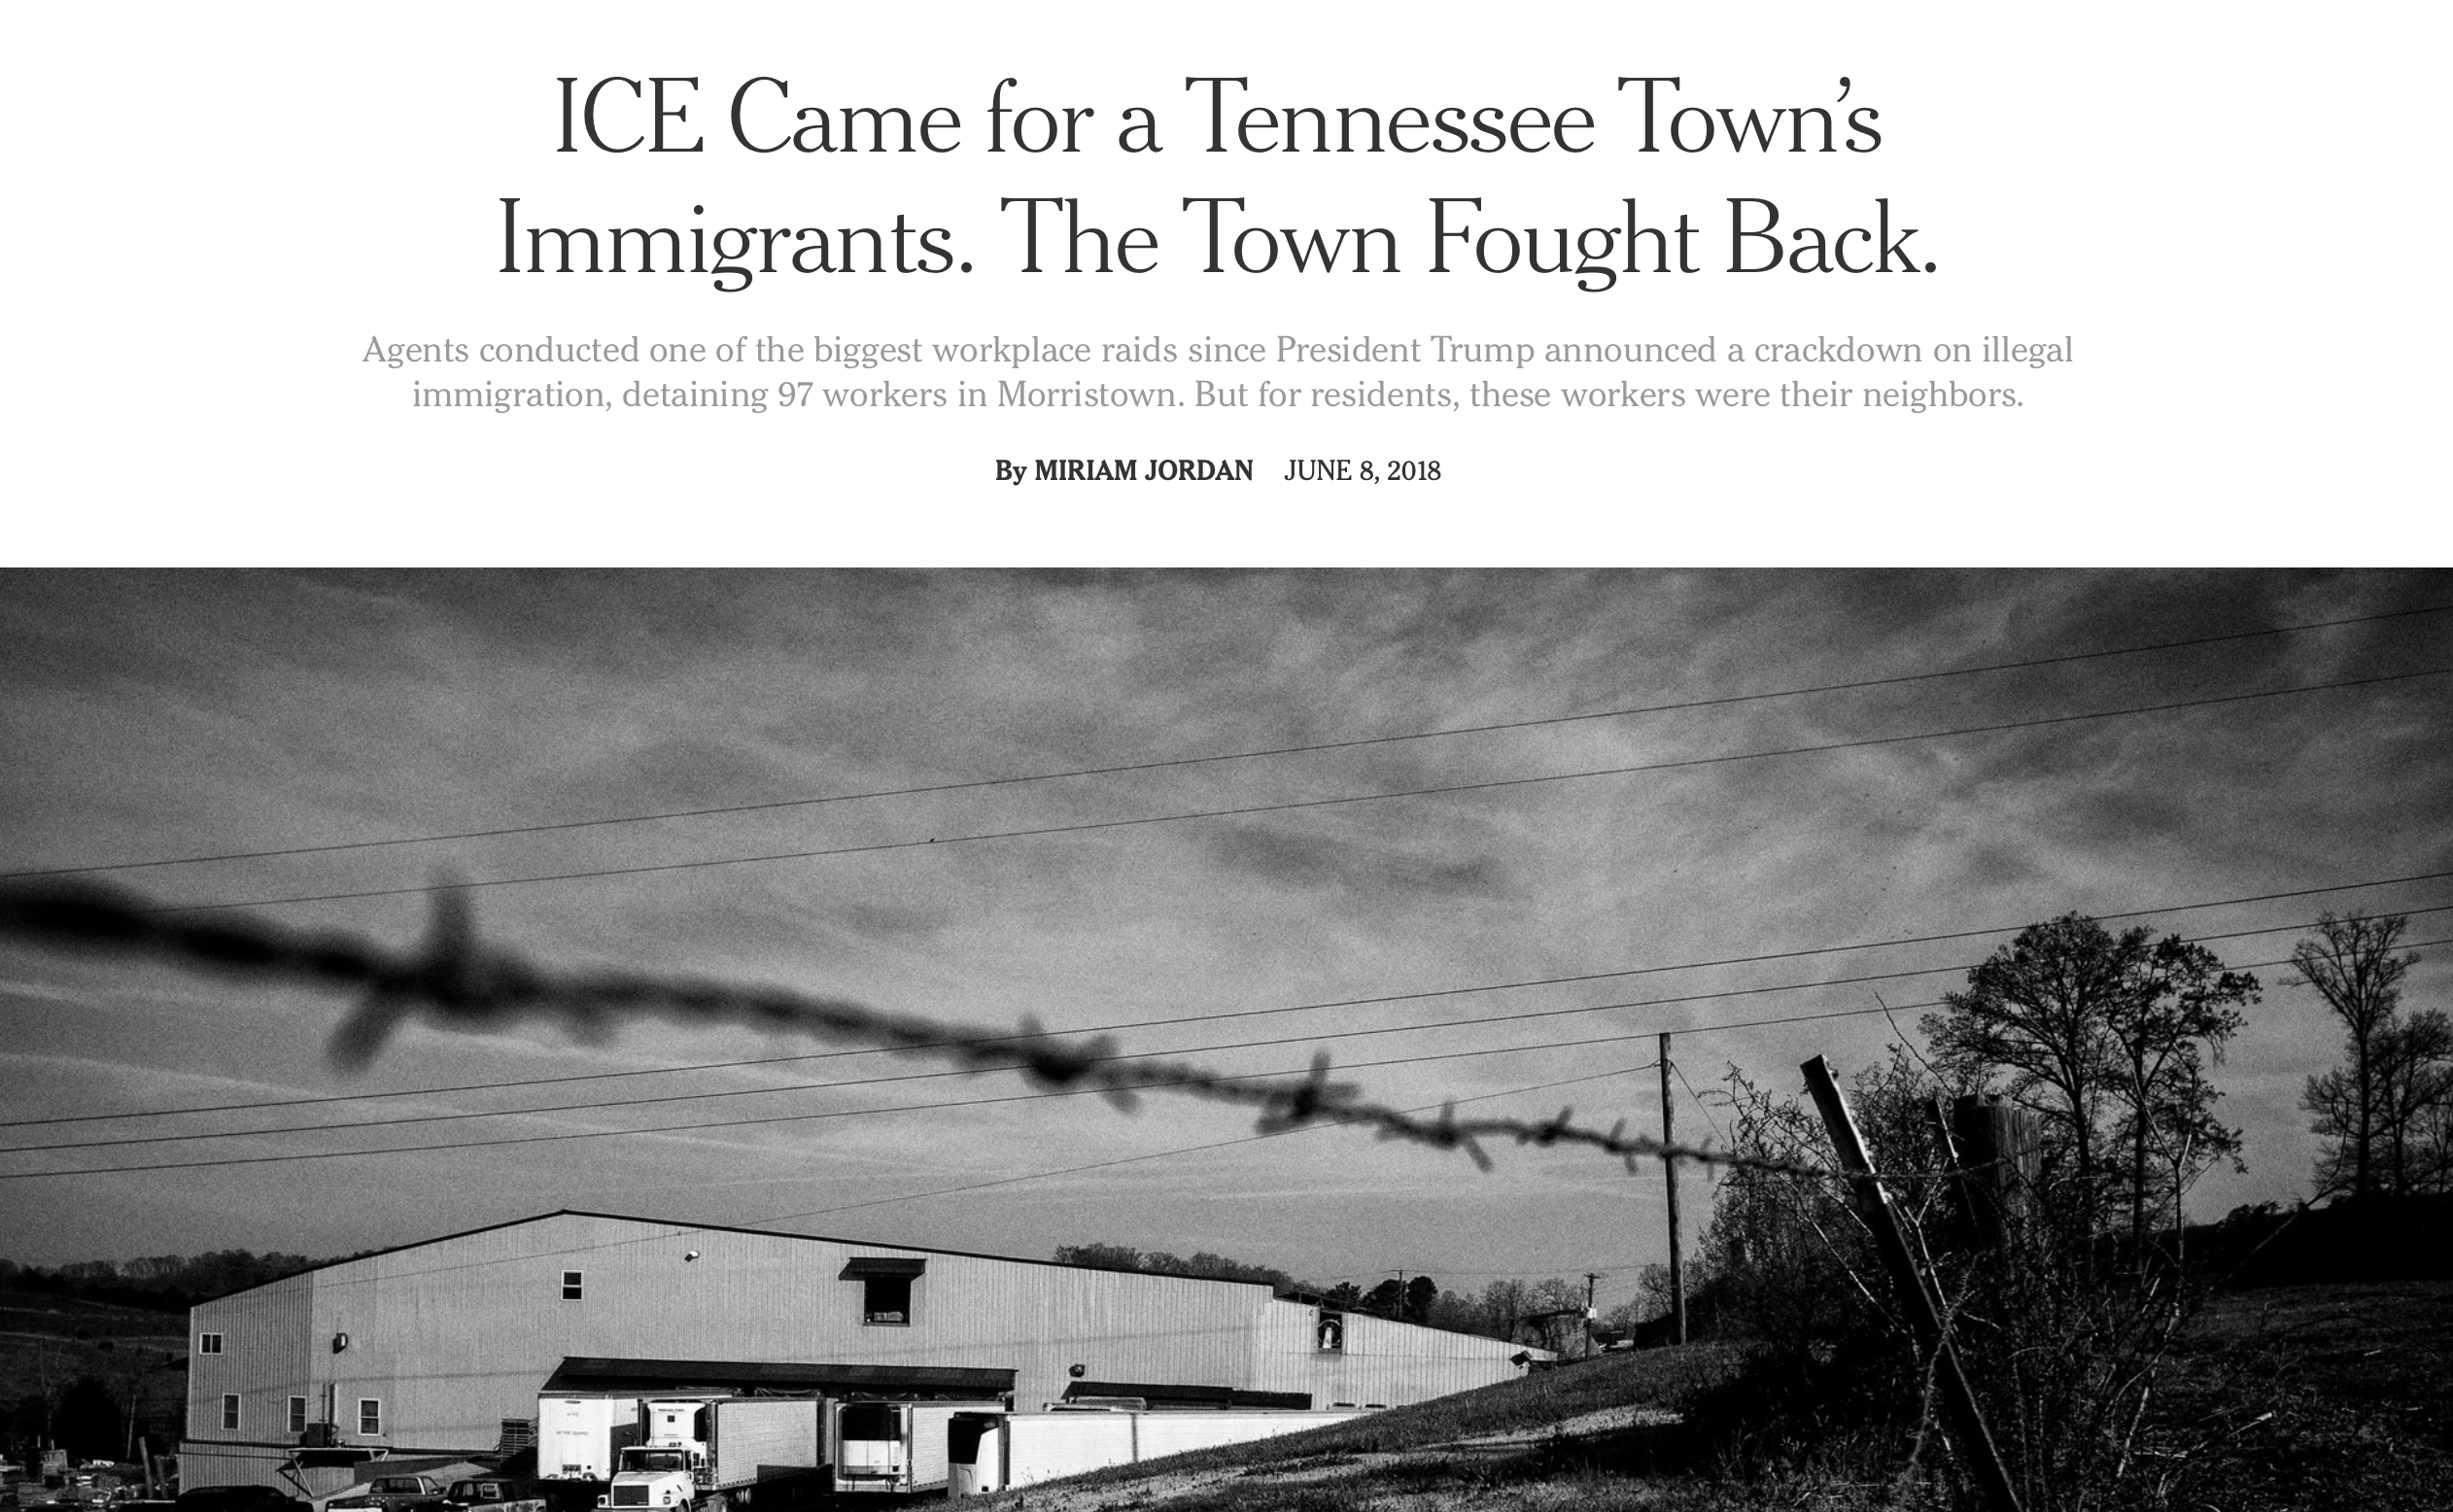 ICE Came for a Tennessee Town’s
Immigrants. The Town Fought Back.
Agents conducted one of the biggest workplace raids since President Trump announced a crackdown on illegal
immigration, detaining 97 workers in Morristown. But for residents, these workers were their neighbors.
By MIRIAM JORDAN JUNE 8, 2018